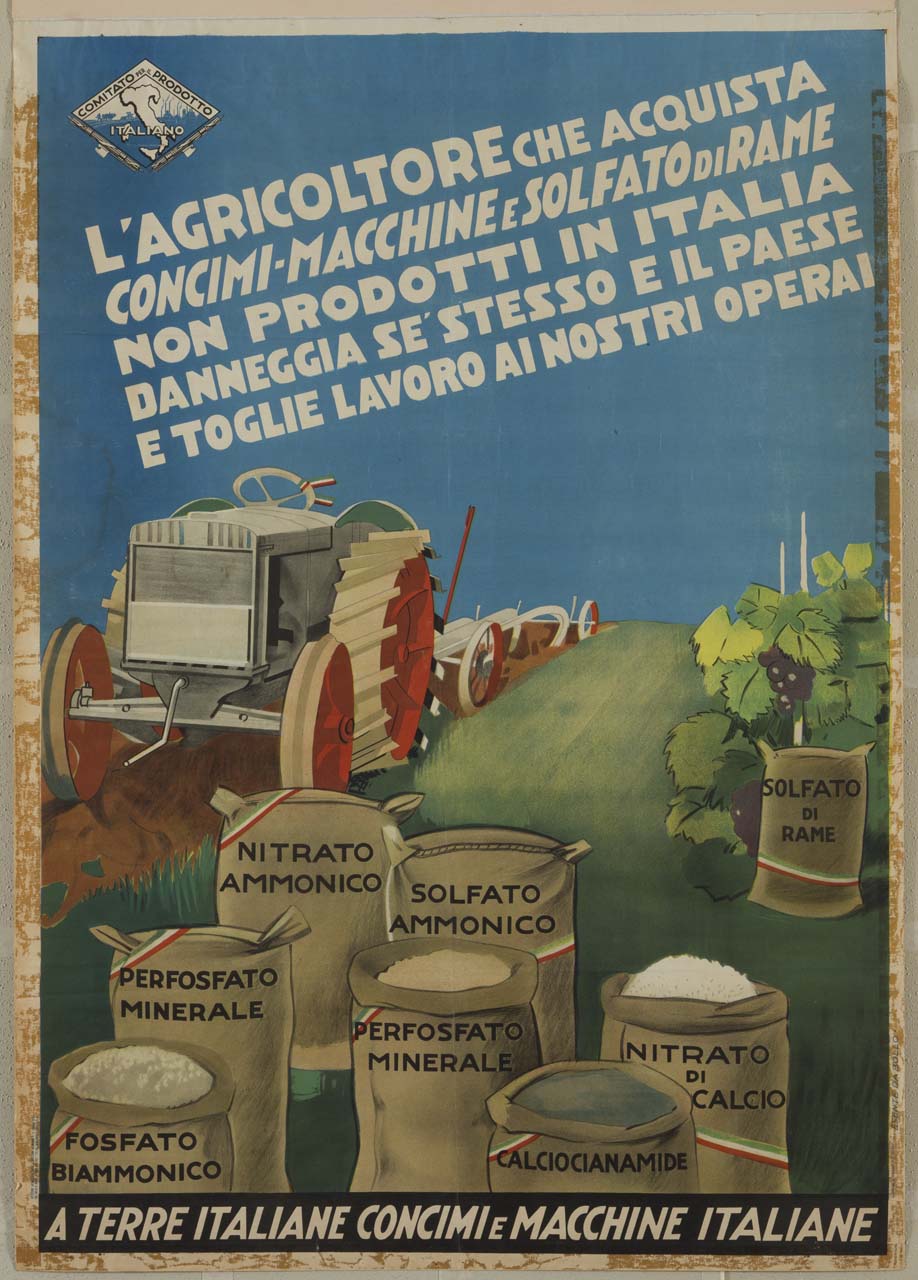 COMITATO PER IL PRODOTTO
ITALIANO
L'AGRICOLTORE CHE ACQUISTA
CONCIMI-MACCHINE E SOLFATO DI RAME
NON PRODOTTI IN ITALIA
DANNEGGIA SE' STESSO E IL PAESE
E TOGLIE LAVORO AI NOSTRI OPERAI
SOLFATO
DI
RAME
NITRATO
AMMONICO
SOLFATO
AMMONICO
PERFOSFATO
MINERALE
PERFOSFATO
MINERALE
NITRATO
DI
CALCIO
FOSFATO
BIAMMONICO
CALCIOCIANAMIDE
A TERRE ITALIANE CONCIMI E MACCHINE ITALIANE